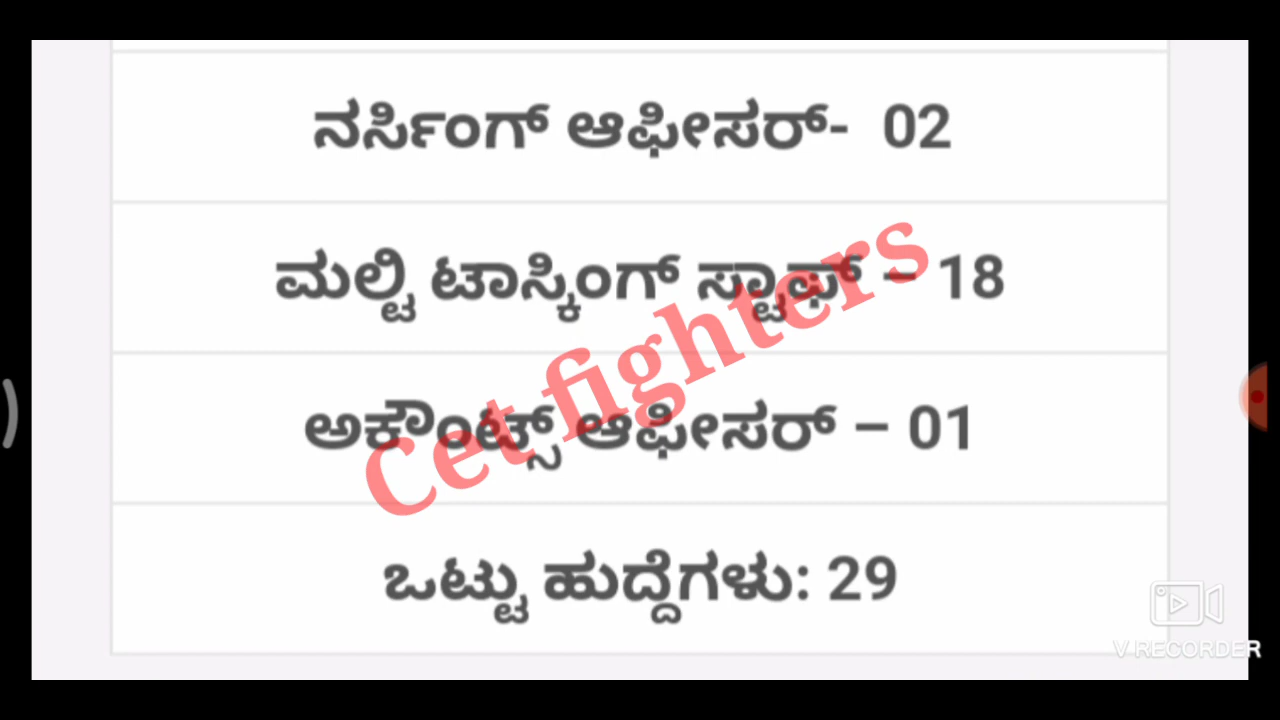 ನರ್ಸಿಂಗ್ ಆಫೀಸರ್- 02
ಮಲ್ಟಿ ಟಾಸ್ಕಿಂಗ್ ಸ್ಟಾಫ್ – 18
Cet fighters
ಅಕೌಂಟ್ಸ್ ಆಫೀಸರ್ – 01
ಒಟ್ಟು ಹುದ್ದೆಗಳು: 29
V RECORDER